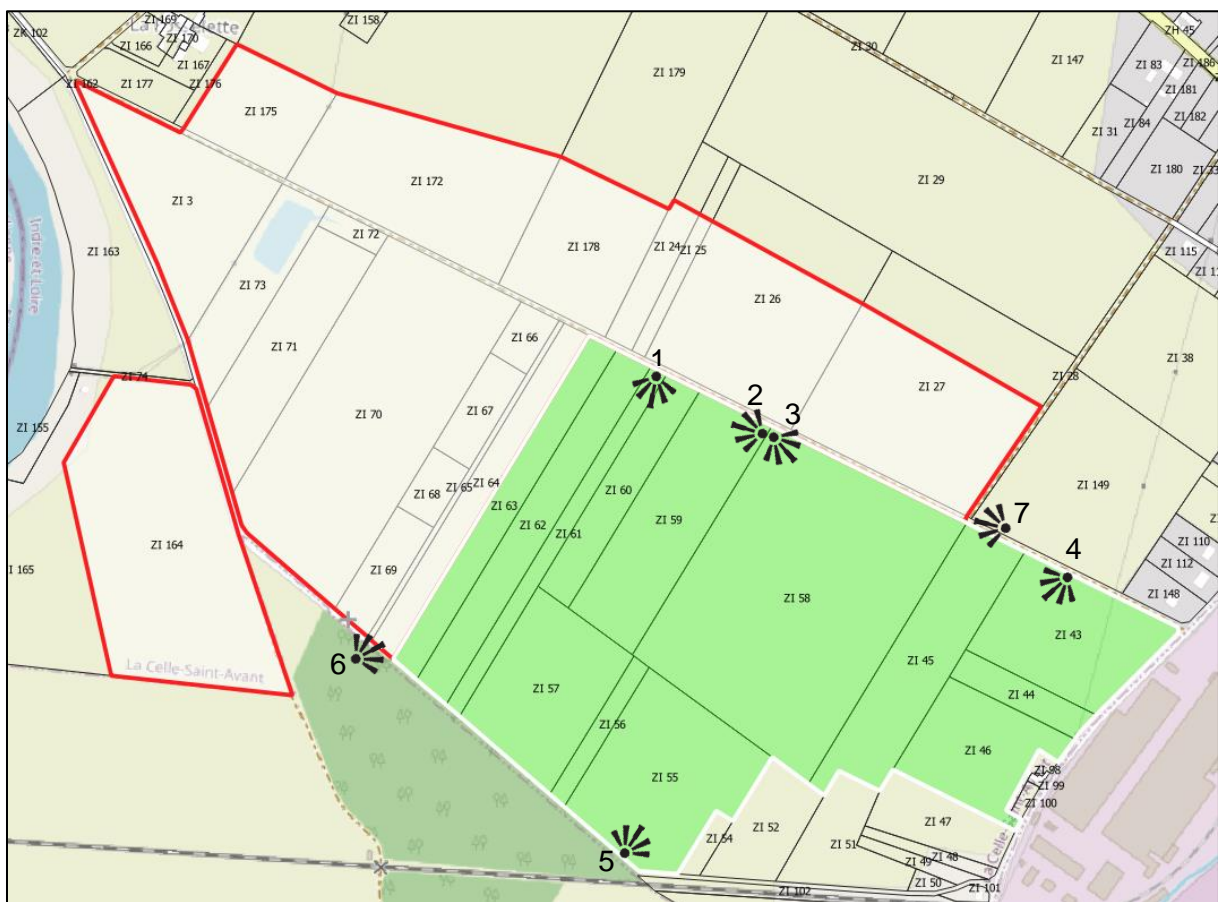 ZK 102
ZI 169
ZI 158
ZH 45
ZI 166
ZI 170
ZI 30
ZI 147
ZI 83
ZI 186
ZI 167
ZI 179
ZI 162
ZI 177
ZI 176
ZI 181
ZI 175
ZI 182
ZI 31
ZI 84
ZI 172
ZI 180
ZI 29
ZI 3
Indre-et-Loire
ZI 163
ZI 72
ZI 178
ZI 24
ZI 25
ZI 115
ZI 73
ZI 26
ZI 66
ZI 71
ZI 38
1
ZI 74
ZI 28
ZI 27
ZI 70
ZI 67
2
3
ZI 155
ZI 68
ZI 65
ZI 64
ZI 63
ZI 60
ZI 149
ZI 62
ZI 61
ZI 59
7
ZI 110
ZI 164
ZI 112
4
ZI 69
ZI 148
ZI 58
ZI 43
6
La Celle-Saint-Avant
ZI 45
ZI 57
ZI 44
ZI 56
ZI 46
ZI 55
ZI 98
ZI 99
ZI 100
ZI 52
ZI 47
ZI 54
ZI 51
5
ZI 48
ZI 49
ZI 50
ZI 102
ZI 101